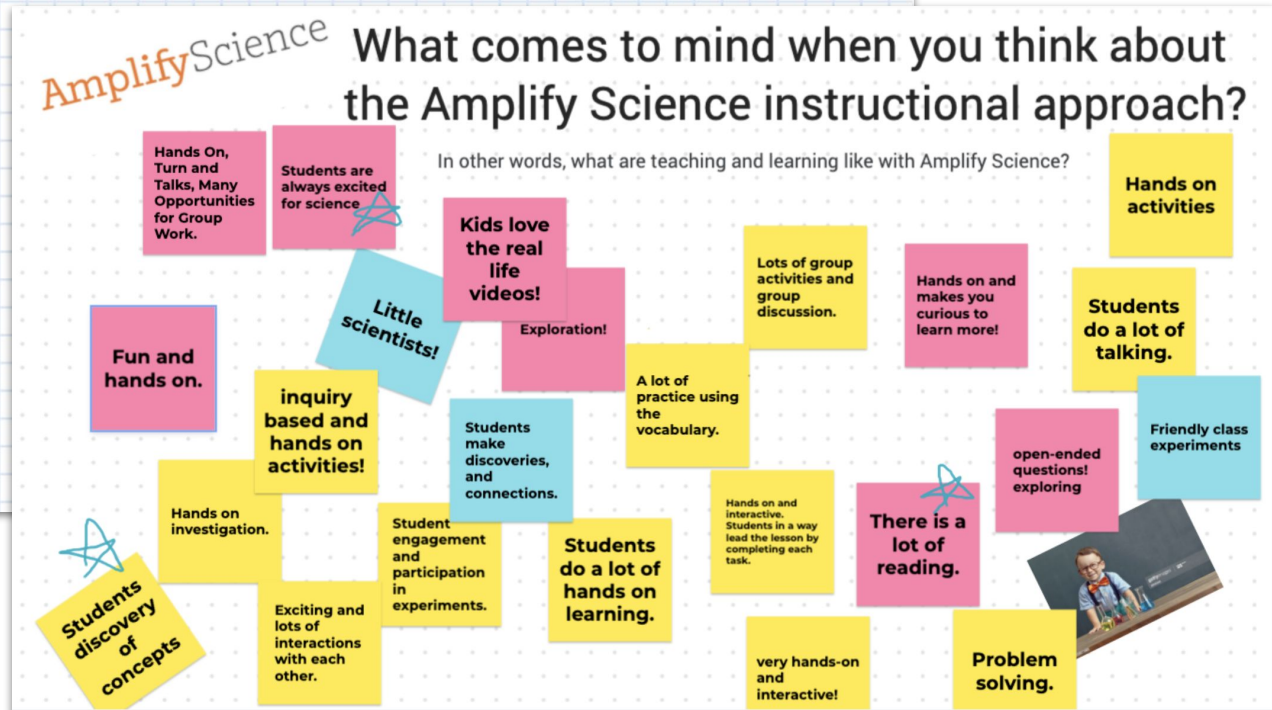 AmplifyScience
What comes to mind when you think about
the Amplify Science instructional approach?
In other words, what are teaching and learning like with Amplify Science?
Hands On,
Turn and
Talks, Many
Opportunities
for Group
Work.
Students are
always excited
for science
Kids love
the real
life
videos!
Exploration!
Little
scientists!
Lots of group
activities and
group
discussion.
Hands on and
makes you
curious to
learn more!
Hands on
activities
Students
do a lot of
talking.
Fun and
hands on.
inquiry
based and
hands on
activities!
Students
make
discoveries,
and
connections.
A lot of
practice using
the
vocabulary.
open-ended
questions!
exploring
Friendly class
experiments
Hands on
investigation.
Student
engagement
and
participation
in
experiments.
Students
do a lot of
hands on
learning.
Hands on and
interactive.
Students in a way
lead the lesson by
completing each
task.
There is a
lot of
reading.
Students
discovery
of
concepts
Exciting and
lots of
interactions
with each
other.
very hands-on
and
interactive!
Problem
solving.